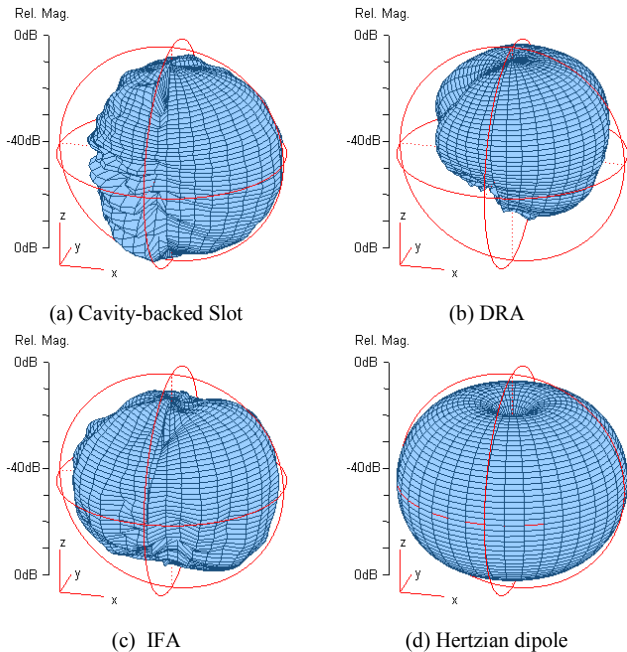 Rel. Mag.
0dB
-40dB
0dB
z
y
x
(a) Cavity-backed Slot
Rel. Mag.
0dB
-40dB
0dB
z
y
x
(b) DRA
Rel. Mag.
0dB
-40dB
0dB
z
y
x
(c) IFA
Rel. Mag.
0dB
-40dB
0dB
z
y
x
(d) Hertzian dipole